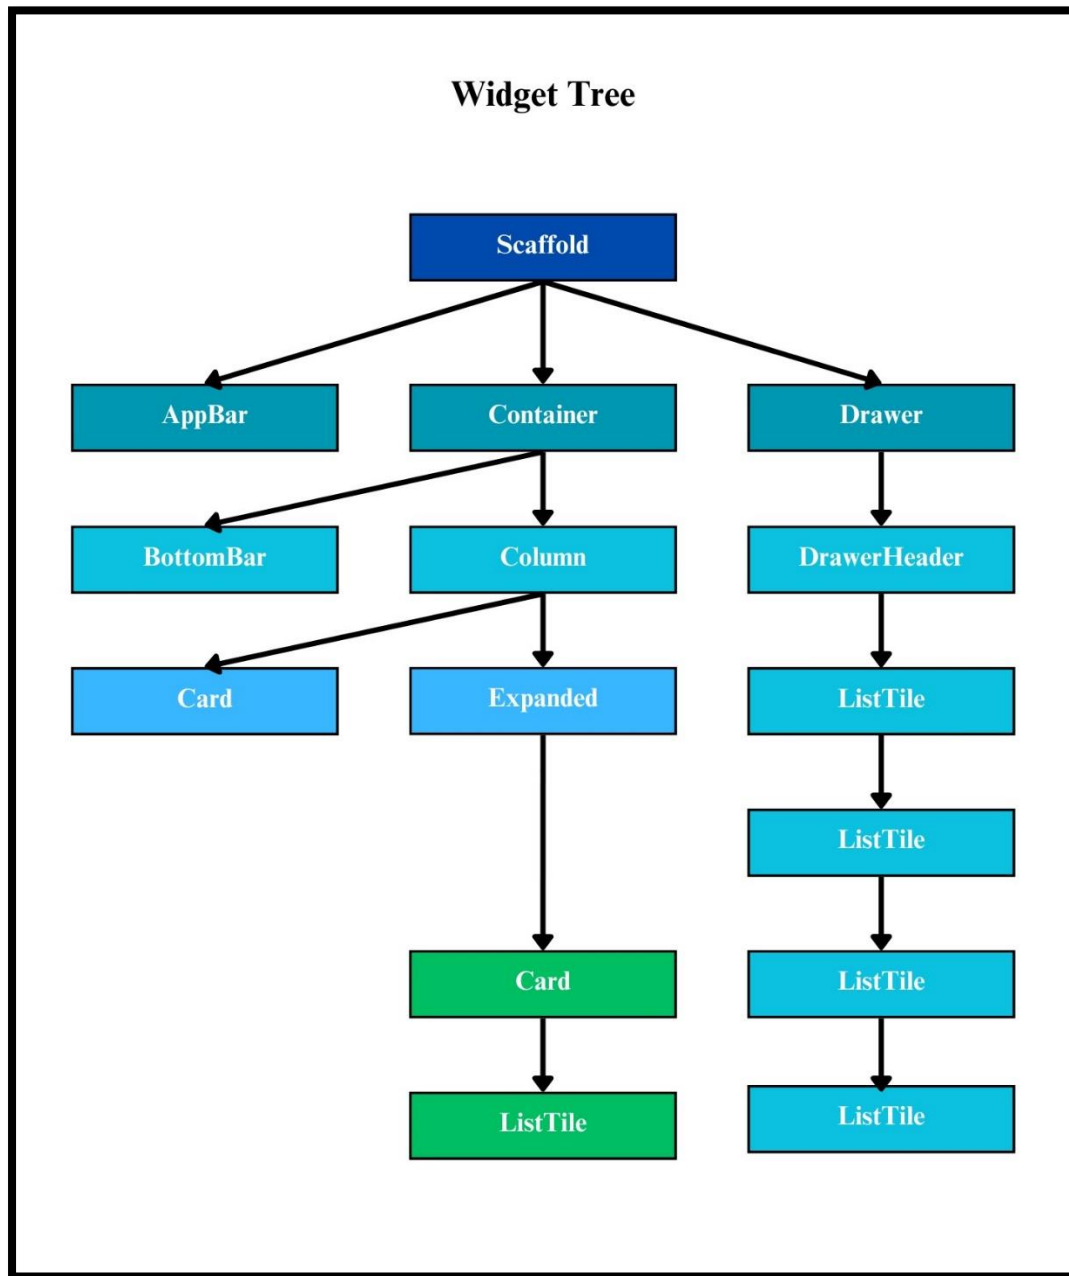 Widget Tree
Scaffold
AppBar
Container
Drawer
BottomBar
Column
DrawerHeader
Card
Expanded
ListTile
ListTile
Card
ListTile
ListTile
ListTile